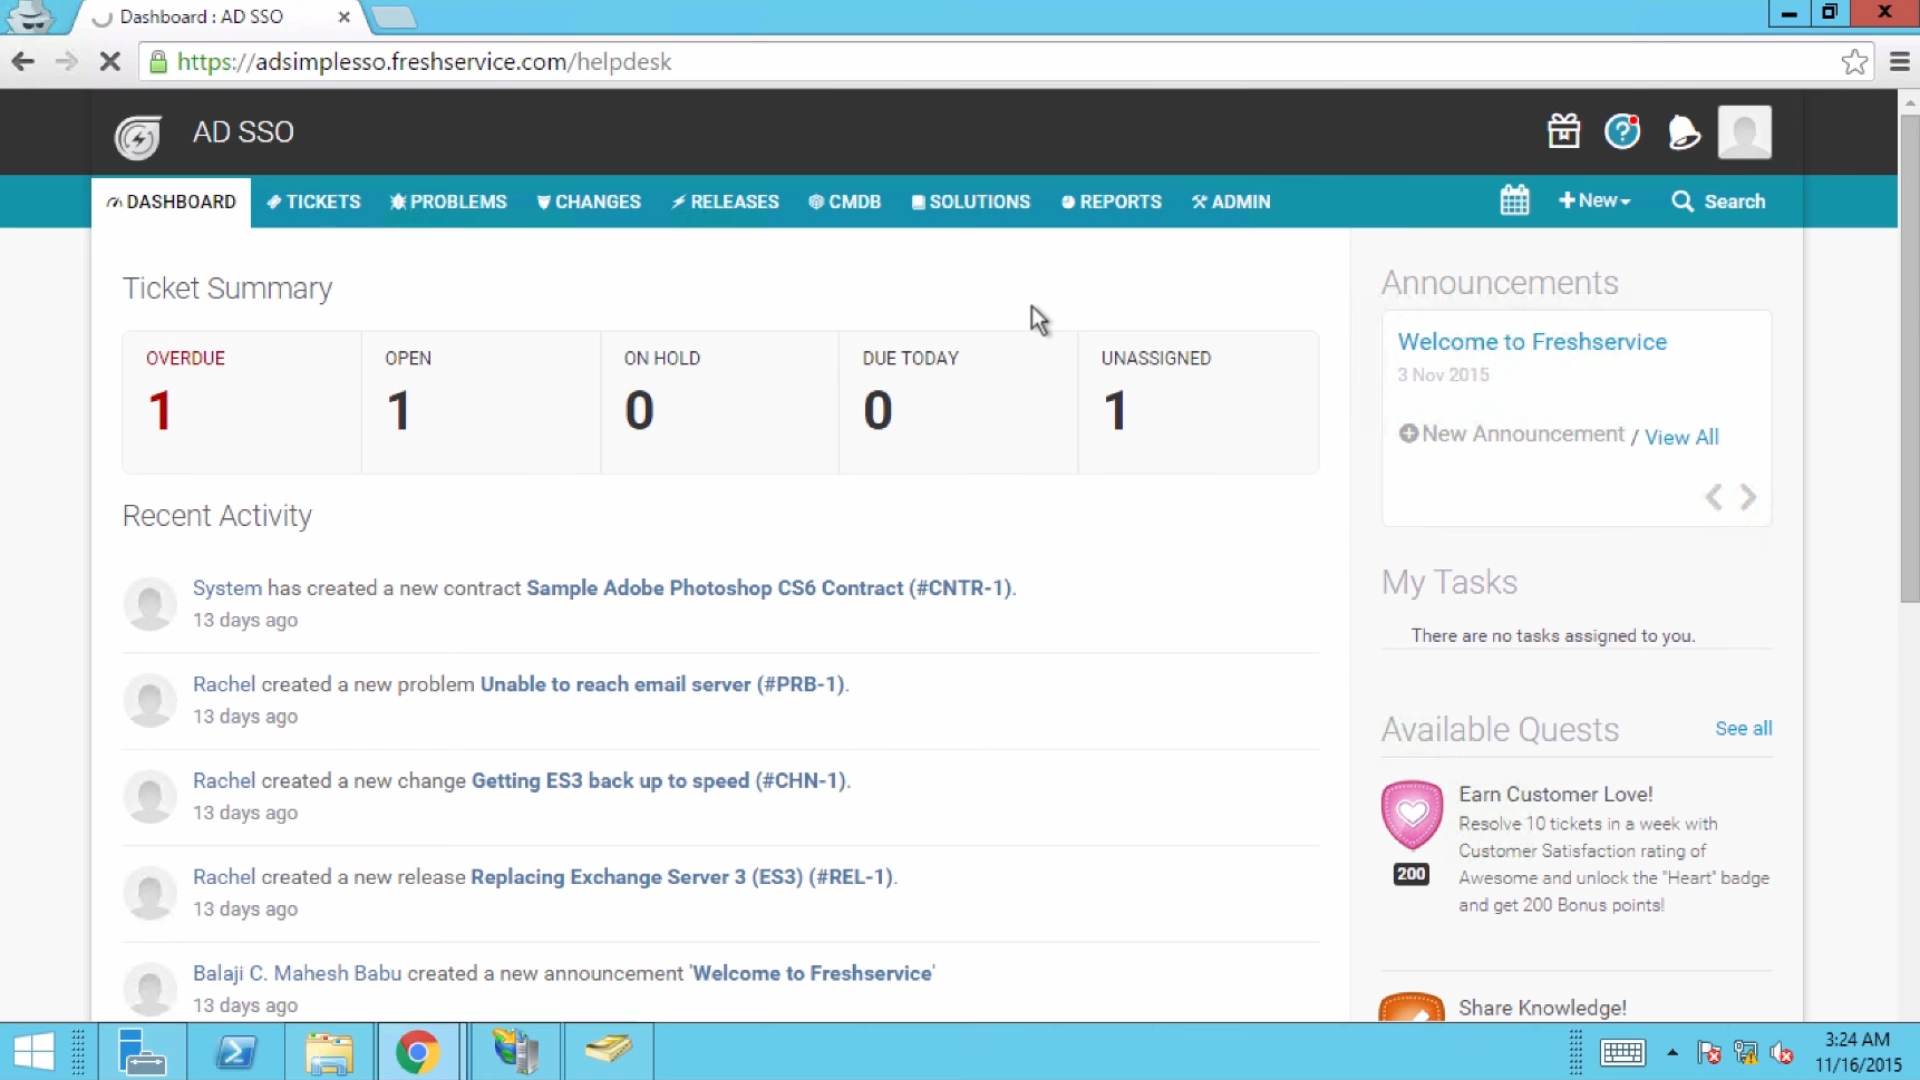 Dashboard : AD SSO
https://adsimplesso.freshservice.com/helpdesk
AD SSO
DASHBOARD TICKETS PROBLEMS CHANGES RELEASES CMDB SOLUTIONS REPORTS ADMIN New Search
Ticket Summary
OVERDUE OPEN ON HOLD DUE TODAY UNASSIGNED
1 1 0 0 1
Recent Activity
System has created a new contract Sample Adobe Photoshop CS6 Contract (#CNTR-1).
13 days ago
Rachel created a new problem Unable to reach email server (#PRB-1).
13 days ago
Rachel created a new change Getting ES3 back up to speed (#CHN-1).
13 days ago
Rachel created a new release Replacing Exchange Server 3 (ES3) (#REL-1).
13 days ago
Balaji C. Mahesh Babu created a new announcement 'Welcome to Freshservice'
13 days ago
Announcements
Welcome to Freshservice
3 Nov 2015
New Announcement / View All
My Tasks
There are no tasks assigned to you.
Available Quests See all
Earn Customer Love!
Resolve 10 tickets in a week with
Customer Satisfaction rating of
Awesome and unlock the "Heart" badge
and get 200 Bonus points!
200
Share Knowledge!
3:24 AM
11/16/2015